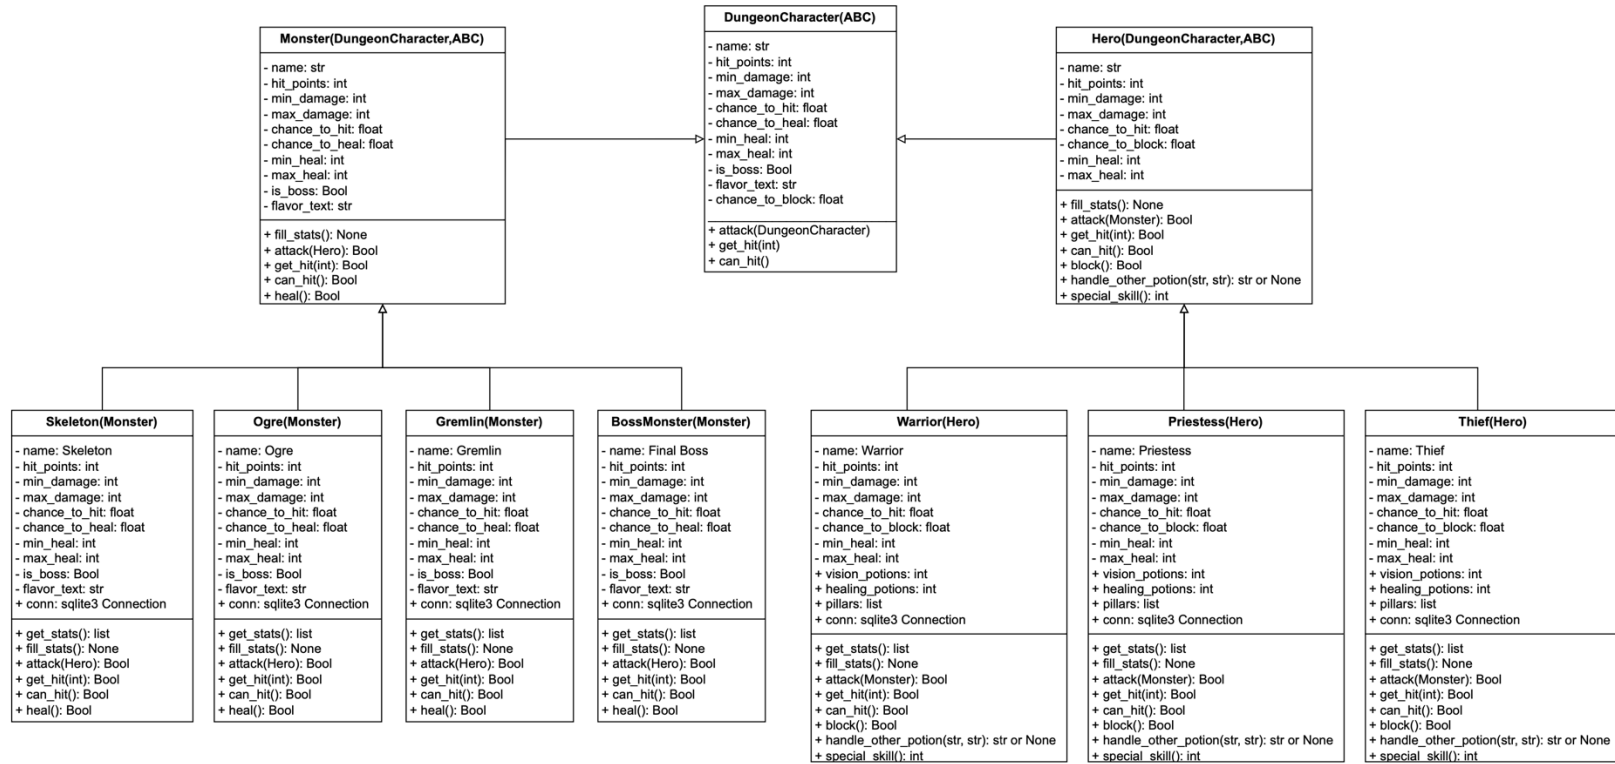 DungeonCharacter(ABC)
- name: str
- hit_points: int
- min_damage: int
- max_damage: int
- chance_to_hit: float
- chance_to_heal: float
- min_heal: int
- max_heal: int
- is_boss: Bool
- flavor_text: str
- chance_to_block: float
+ attack(DungeonCharacter)
+ get_hit(int)
+ can_hit()
Monster(DungeonCharacter,ABC)
- name: str
- hit_points: int
- min_damage: int
- max_damage: int
- chance_to_hit: float
- chance_to_heal: float
- min_heal: int
- max_heal: int
- is_boss: Bool
- flavor_text: str
+ fill_stats(): None
+ attack(Hero): Bool
+ get_hit(int): Bool
+ can_hit(): Bool
+ heal(): Bool
Hero(DungeonCharacter,ABC)
- name: str
- hit_points: int
- min_damage: int
- max_damage: int
- chance_to_hit: float
- chance_to_block: float
- min_heal: int
- max_heal: int
+ fill_stats(): None
+ attack(Monster): Bool
+ get_hit(int): Bool
+ can_hit(): Bool
+ block(): Bool
+ handle_other_potion(str, str): str or None
+ special_skill(): int
Skeleton(Monster)
- name: Skeleton
- hit_points: int
- min_damage: int
- max_damage: int
- chance_to_hit: float
- chance_to_heal: float
- min_heal: int
- max_heal: int
- is_boss: Bool
- flavor_text: str
+ conn: sqlite3 Connection
+ get_stats(): list
+ fill_stats(): None
+ attack(Hero): Bool
+ get_hit(int): Bool
+ can_hit(): Bool
+ heal(): Bool
Ogre(Monster)
- name: Ogre
- hit_points: int
- min_damage: int
- max_damage: int
- chance_to_hit: float
- chance_to_heal: float
- min_heal: int
- max_heal: int
- is_boss: Bool
- flavor_text: str
+ conn: sqlite3 Connection
+ get_stats(): list
+ fill_stats(): None
+ attack(Hero): Bool
+ get_hit(int): Bool
+ can_hit(): Bool
+ heal(): Bool
Gremlin(Monster)
- name: Gremlin
- hit_points: int
- min_damage: int
- max_damage: int
- chance_to_hit: float
- chance_to_heal: float
- min_heal: int
- max_heal: int
- is_boss: Bool
- flavor_text: str
+ conn: sqlite3 Connection
+ get_stats(): list
+ fill_stats(): None
+ attack(Hero): Bool
+ get_hit(int): Bool
+ can_hit(): Bool
+ heal(): Bool
BossMonster(Monster)
- name: Final Boss
- hit_points: int
- min_damage: int
- max_damage: int
- chance_to_hit: float
- chance_to_heal: float
- min_heal: int
- max_heal: int
- is_boss: Bool
- flavor_text: str
+ conn: sqlite3 Connection
+ get_stats(): list
+ fill_stats(): None
+ attack(Hero): Bool
+ get_hit(int): Bool
+ can_hit(): Bool
+ heal(): Bool
Warrior(Hero)
- name: Warrior
- hit_points: int
- min_damage: int
- max_damage: int
- chance_to_hit: float
- chance_to_block: float
- min_heal: int
- max_heal: int
+ vision_potions: int
+ healing_potions: int
+ pillars: list
+ conn: sqlite3 Connection
+ get_stats(): list
+ fill_stats(): None
+ attack(Monster): Bool
+ get_hit(int): Bool
+ can_hit(): Bool
+ block(): Bool
+ handle_other_potion(str, str): str or None
+ special_skill(): int
Priestess(Hero)
- name: Priestess
- hit_points: int
- min_damage: int
- max_damage: int
- chance_to_hit: float
- chance_to_block: float
- min_heal: int
- max_heal: int
+ vision_potions: int
+ healing_potions: int
+ pillars: list
+ conn: sqlite3 Connection
+ get_stats(): list
+ fill_stats(): None
+ attack(Monster): Bool
+ get_hit(int): Bool
+ can_hit(): Bool
+ block(): Bool
+ handle_other_potion(str, str): str or None
+ special_skill(): int
Thief(Hero)
- name: Thief
- hit_points: int
- min_damage: int
- max_damage: int
- chance_to_hit: float
- chance_to_block: float
- min_heal: int
- max_heal: int
+ vision_potions: int
+ healing_potions: int
+ pillars: list
+ conn: sqlite3 Connection
+ get_stats(): list
+ fill_stats(): None
+ attack(Monster): Bool
+ get_hit(int): Bool
+ can_hit(): Bool
+ block(): Bool
+ handle_other_potion(str, str): str or None
+ special_skill(): int